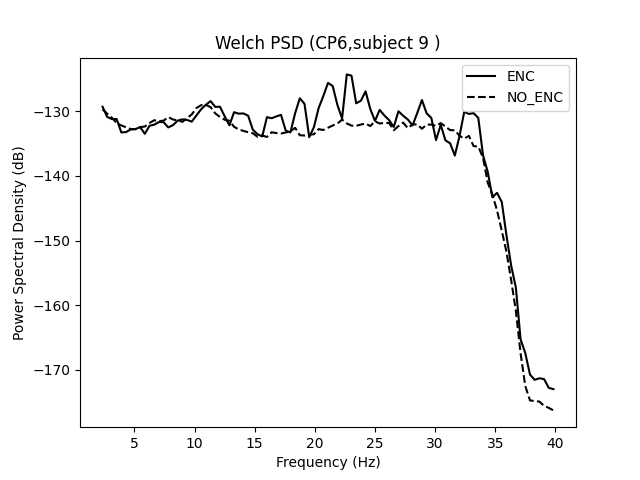 Welch PSD (CP6,subject 9 )
ENC
NO_ENC
Power Spectral Density (dB)
−130
−140
−150
−160
−170
5 10 15 20 25 30 35 40
Frequency (Hz)